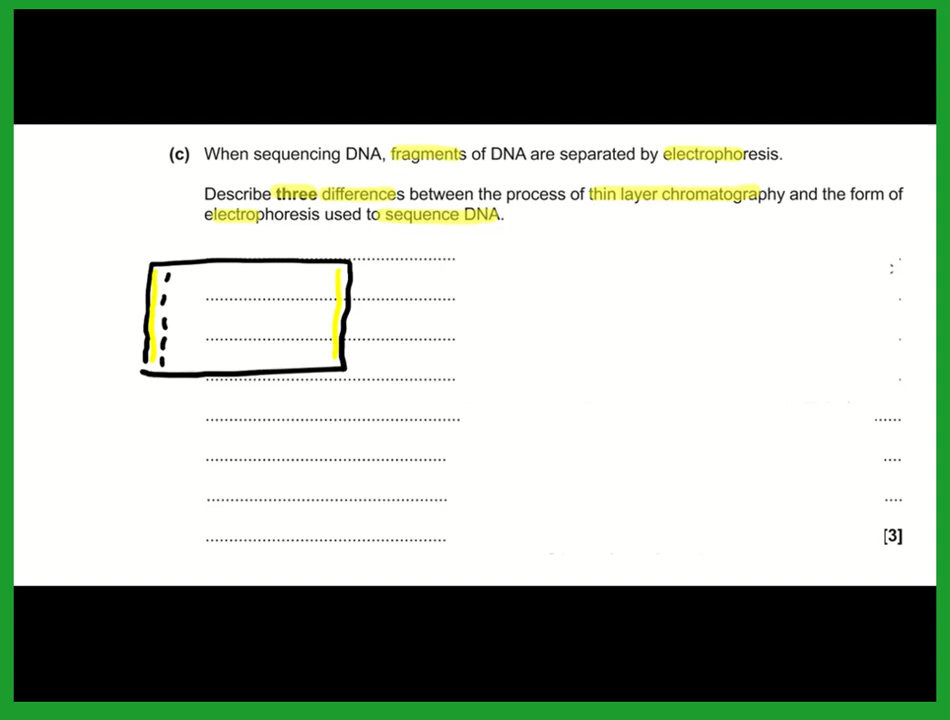 (c) When sequencing DNA, fragments of DNA are separated by electrophoresis.
Describe three differences between the process of thin layer chromatography and the form of
electrophoresis used to sequence DNA.
[3]